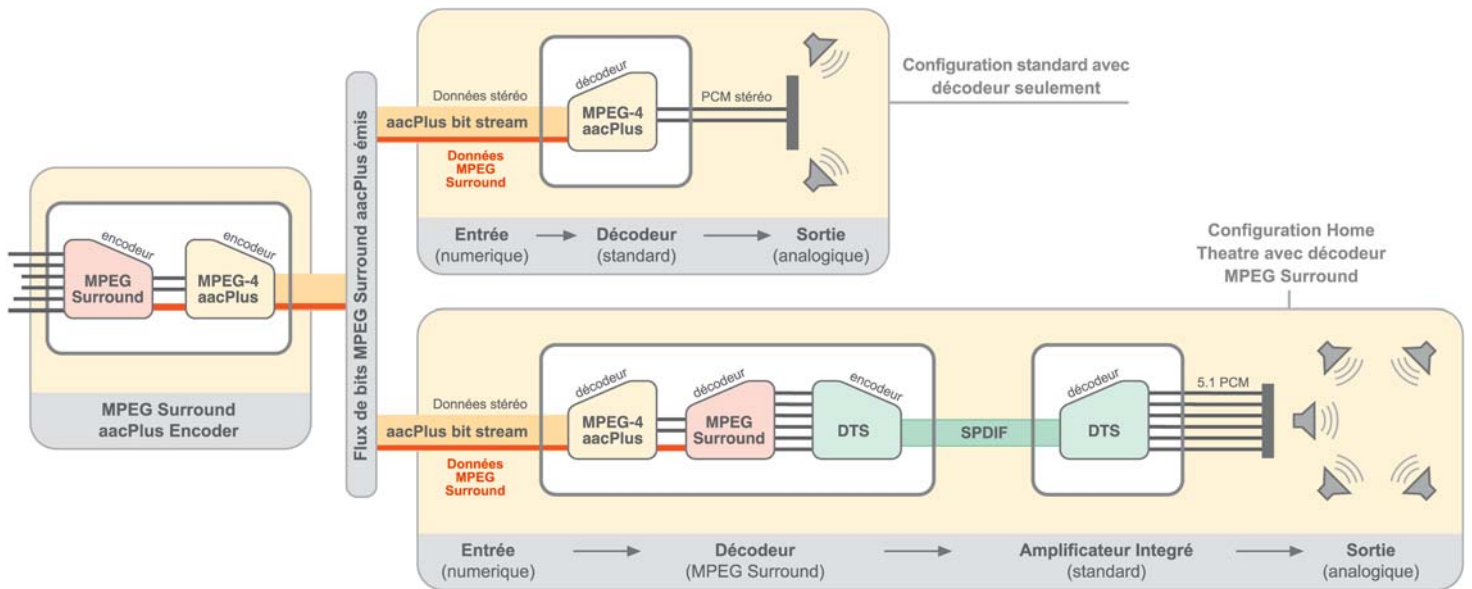 encodeur
MPEG
Surround
encodeur
MPEG-4
aacPlus
MPEG Surround
aacPlus Encoder
Flux de bits MPEG Surround aacPlus émis
Données stéréo
aacPlus bit stream
Données
MPEG
Surround
décodeur
MPEG-4
aacPlus
PCM stéréo
Entrée
(numerique)
Décodeur
(standard)
Sortie
(analogique)
Configuration standard avec
décodeur seulement
Configuration Home
Theatre avec décodeur
MPEG Surround
Données stéréo
aacPlus bit stream
Données
MPEG
Surround
décodeur
MPEG-4
aacPlus
décodeur
MPEG
Surround
encodeur
DTS
SPDIF
décodeur
DTS
5.1 PCM
Entrée
(numerique)
Décodeur
(MPEG Surround)
Amplificateur Integré
(standard)
Sortie
(analogique)